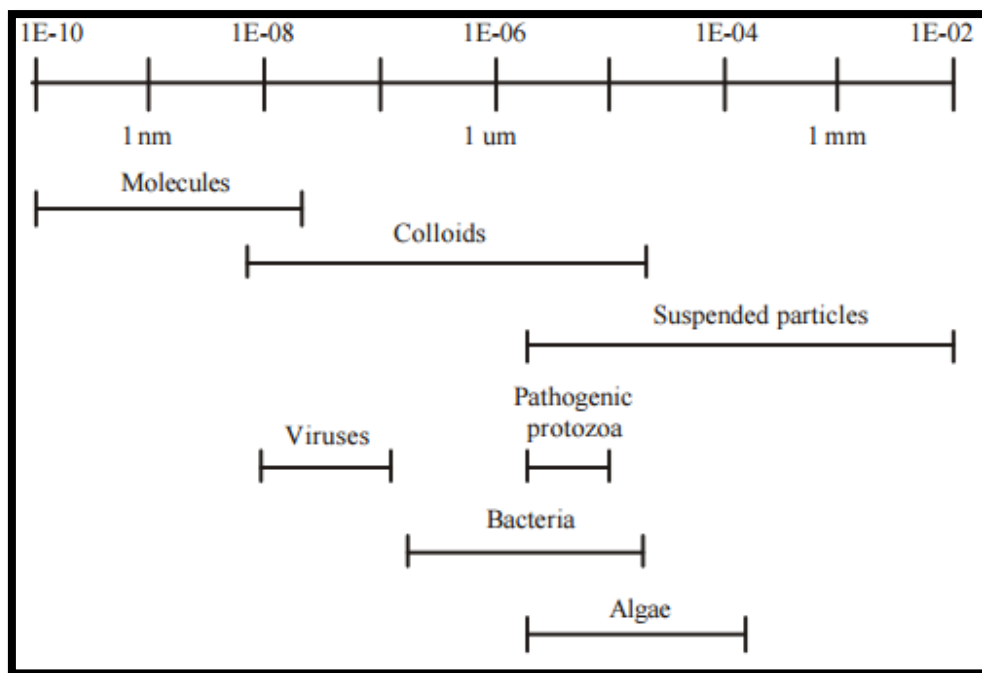 1E-10 1E-08 1E-06 1E-04 1E-02
1 nm 1 um 1 mm
Molecules
Colloids
Suspended particles
Pathogenic
protozoa
Viruses
Bacteria
Algae